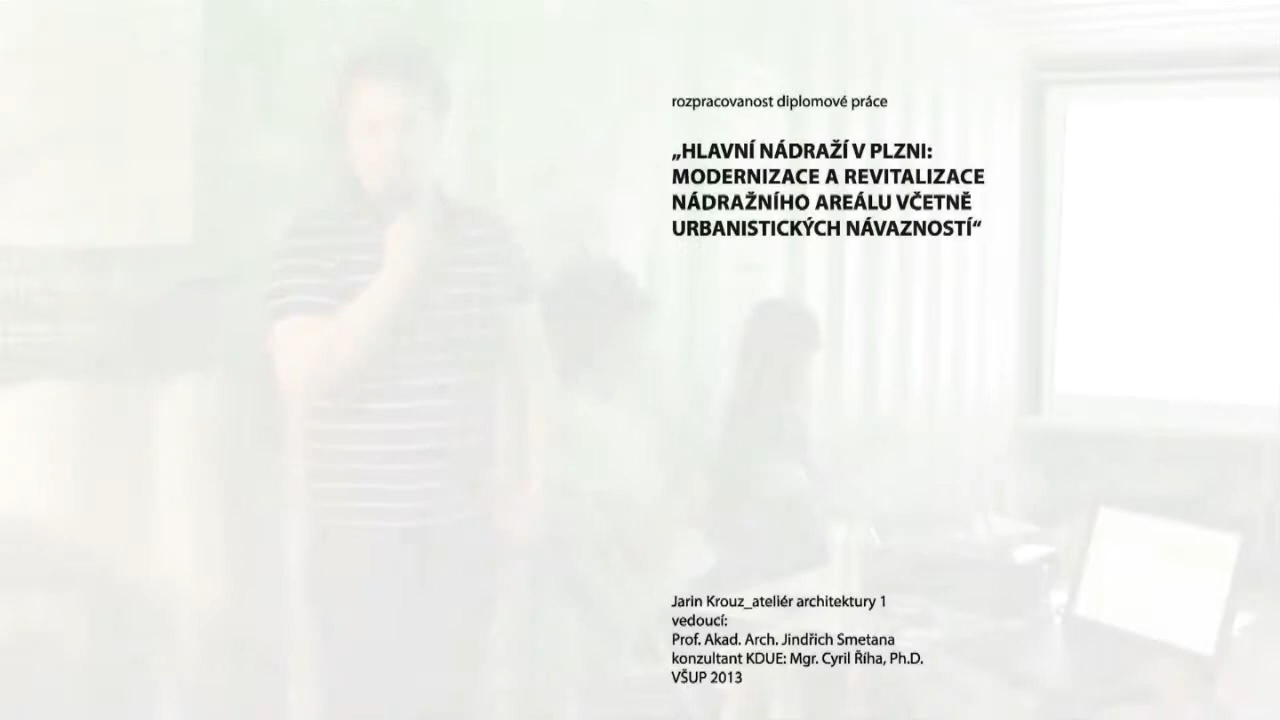 rozpracovanost diplomové práce
„HLAVNÍ NÁDRAŽÍ V PLZNI:
MODERNIZACE A REVITALIZACE
NÁDRAŽNÍHO AREÁLU VČETNĚ
URBANISTICKÝCH NÁVAZNOSTÍ“
Jarin Krouz_ateliér architektury 1
vedoucí:
Prof. Akad. Arch. Jindřich Smetana
konzultant KDUE: Mgr. Cyril Říha, Ph.D.
VŠUP 2013